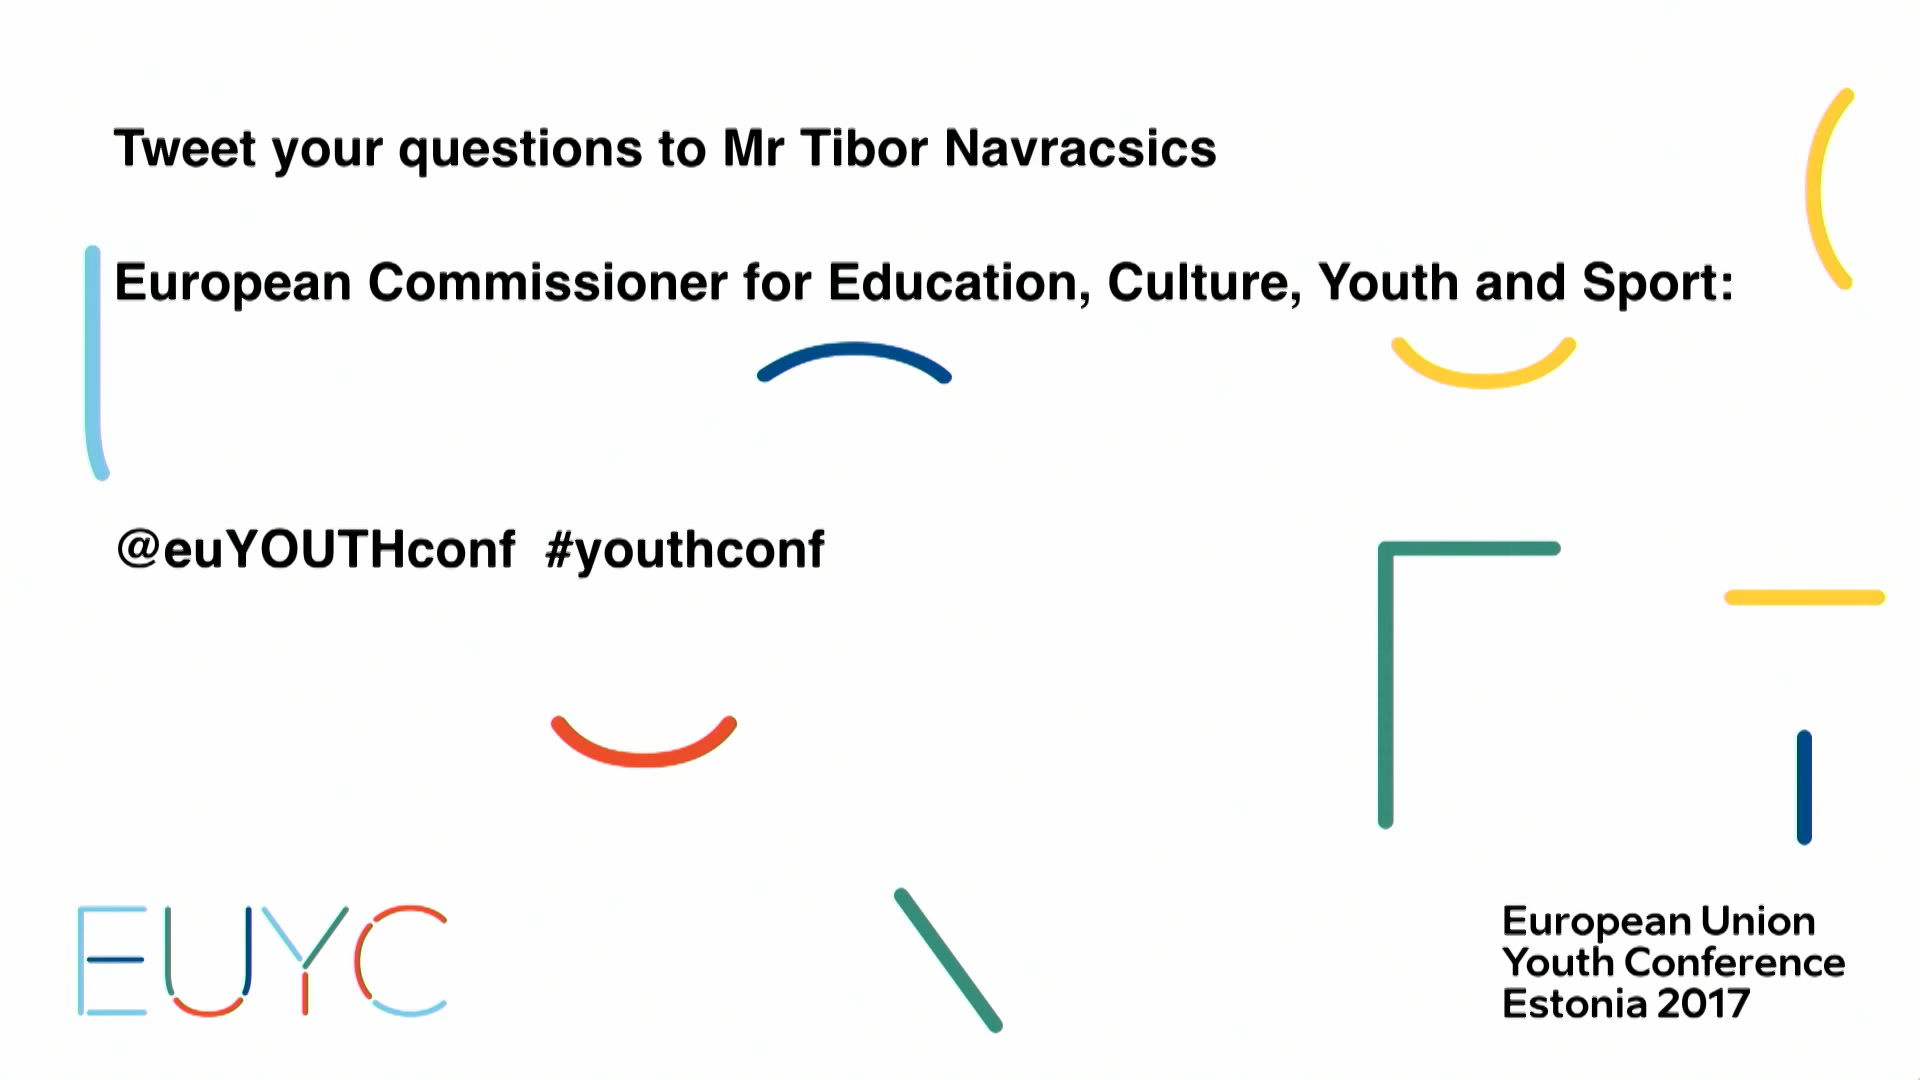 Tweet your questions to Mr Tibor Navracsics
European Commissioner for Education, Culture, Youth and Sport:
@euYOUTHconf #youthconf
EUYC
European Union
Youth Conference
Estonia 2017